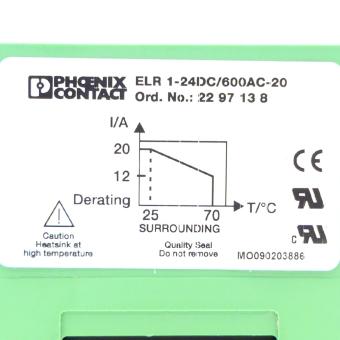 PHOENIX
CONTACT
ELR 1-24DC/600AC-20
Ord. No.: 22 97 13 8
I/A
20
12
Derating
25
70
T/°C
SURROUNDING
Caution
Heatsink at
high temperature
Quality Seal
Do not remove
CE
c
MO090203886